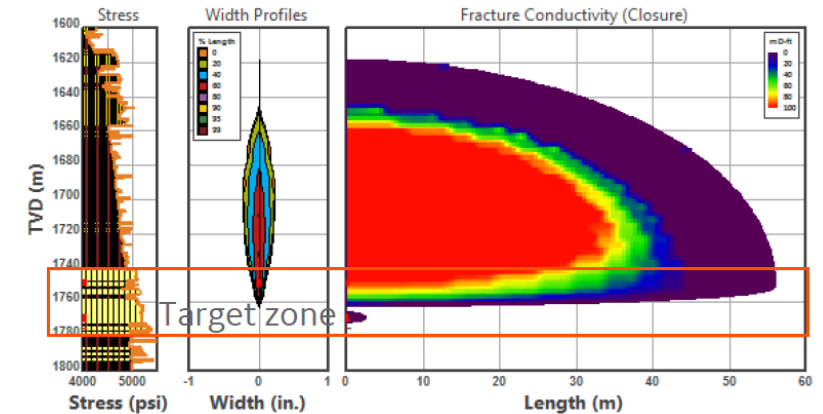 Stress
Width Profiles
Fracture Conductivity (Closure)
TVD (m)
1600
1620
1640
1660
1680
1700
1720
1740
1760
1780
1800
4000 5000
Stress (psi)
% Length
0
20
40
60
80
90
95
99
-1 0 1
Width (in.)
mD-ft
0
20
40
60
80
100
0 10 20 30 40 50 60
Length (m)
Target zone